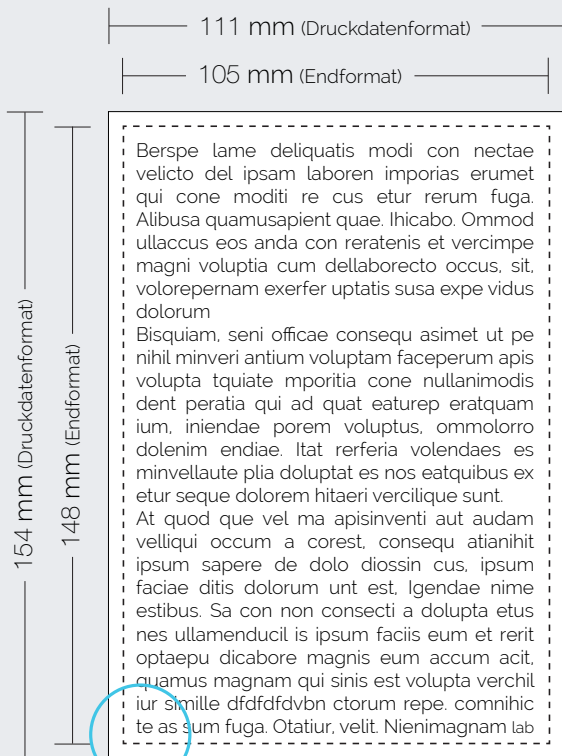 111 mm (Druckdatenformat)
105 mm (Endformat)
154 mm (Druckdatenformat)
148 mm (Endformat)
Berspe lame deliquatis modi con nectae
velicto del ipsam laboren imporias erumet
qui cone moditi re cus etur rerum fuga.
Alibusa quamusapient quae. Ihicabo. Ommod
ullaccus eos anda con reratenis et vercimpe
magni voluptia cum dellaborecto occus, sit,
volorepernam exerfer uptatis susa expe vidus
dolorum
Bisquiam, seni officae consequ asimet ut pe
nihil minveri antium voluptam faceperum apis
volupta tquiate mporitia cone nullanimodis
dent peratia qui ad quat eaturep eratquam
ium, iniendae porem voluptus, ommolorro
dolenim endiae. Itat rerferia volendaes es
minvellaute plia doluptat es nos eatquibus ex
etur seque dolorem hitaeri vercilique sunt.
At quod que vel ma apisinventi aut audam
velliqui occum a corest, consequ atianihit
ipsum sapere de dolo diossin cus, ipsum
faciae ditis dolorum unt est, Igendae nime
estibus. Sa con non consecti a dolupta etus
nes ullamenducil is ipsum faciis eum et rerit
optaepu dicabore magnis eum accum acit,
quamus magnam qui sinis est volupta verchil
iur simille dfdfdfdvbn ctorum repe. comnihic
te as sum fuga. Otatiur, velit. Nienimagnam lab